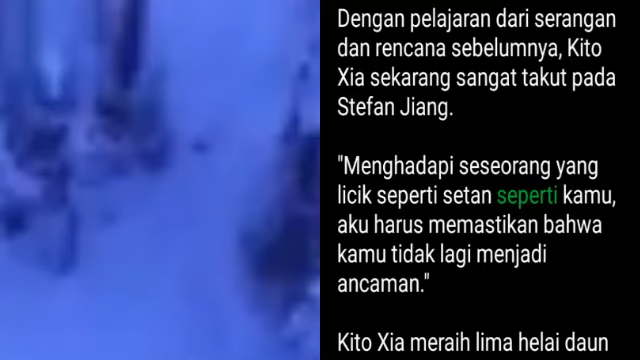 Dengan pelajaran dari serangan
dan rencana sebelumnya, Kito
Xia sekarang sangat takut pada
Stefan Jiang.
"Menghadapi seseorang yang
licik seperti setan seperti kamu,
aku harus memastikan bahwa
kamu tidak lagi menjadi
ancaman."
Kito Xia meraih lima helai daun